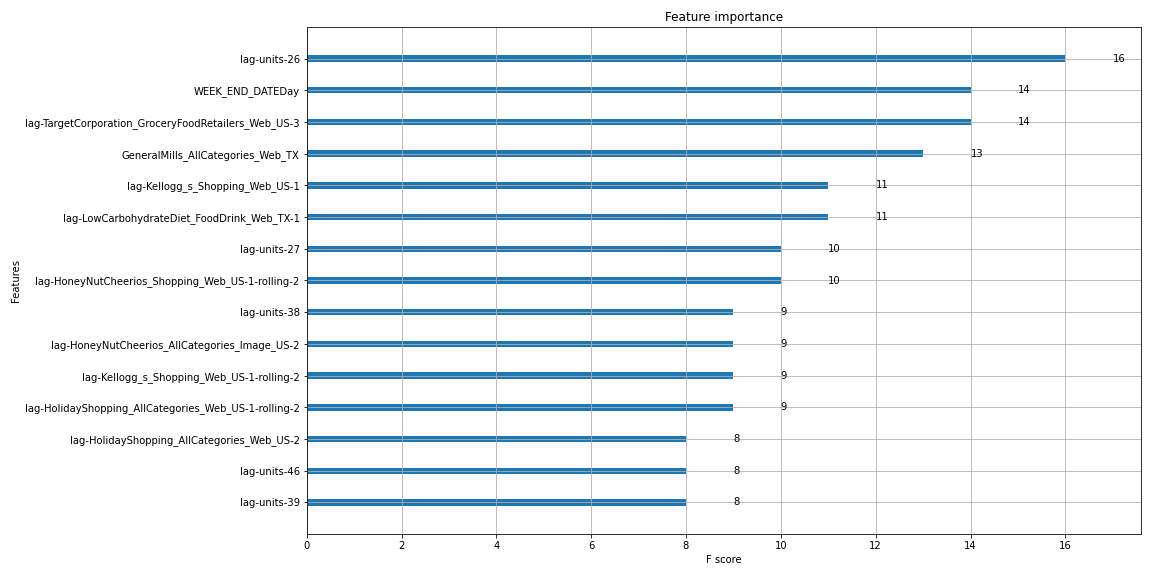 Feature importance
Features
lag-units-26 16
WEEK_END_DATEDay 14
lag-TargetCorporation_GroceryFoodRetailers_Web_US-3 14
GeneralMills_AllCategories_Web_TX 13
lag-Kellogg_s_Shopping_Web_US-1 11
lag-LowCarbohydrateDiet_FoodDrink_Web_TX-1 11
lag-units-27 10
lag-HoneyNutCheerios_Shopping_Web_US-1-rolling-2 10
lag-units-38 9
lag-HoneyNutCheerios_AllCategories_Image_US-2 9
lag-Kellogg_s_Shopping_Web_US-1-rolling-2 9
lag-HolidayShopping_AllCategories_Web_US-1-rolling-2 9
lag-HolidayShopping_AllCategories_Web_US-2 8
lag-units-46 8
lag-units-39 8
0 2 4 6 8 10 12 14 16
F score